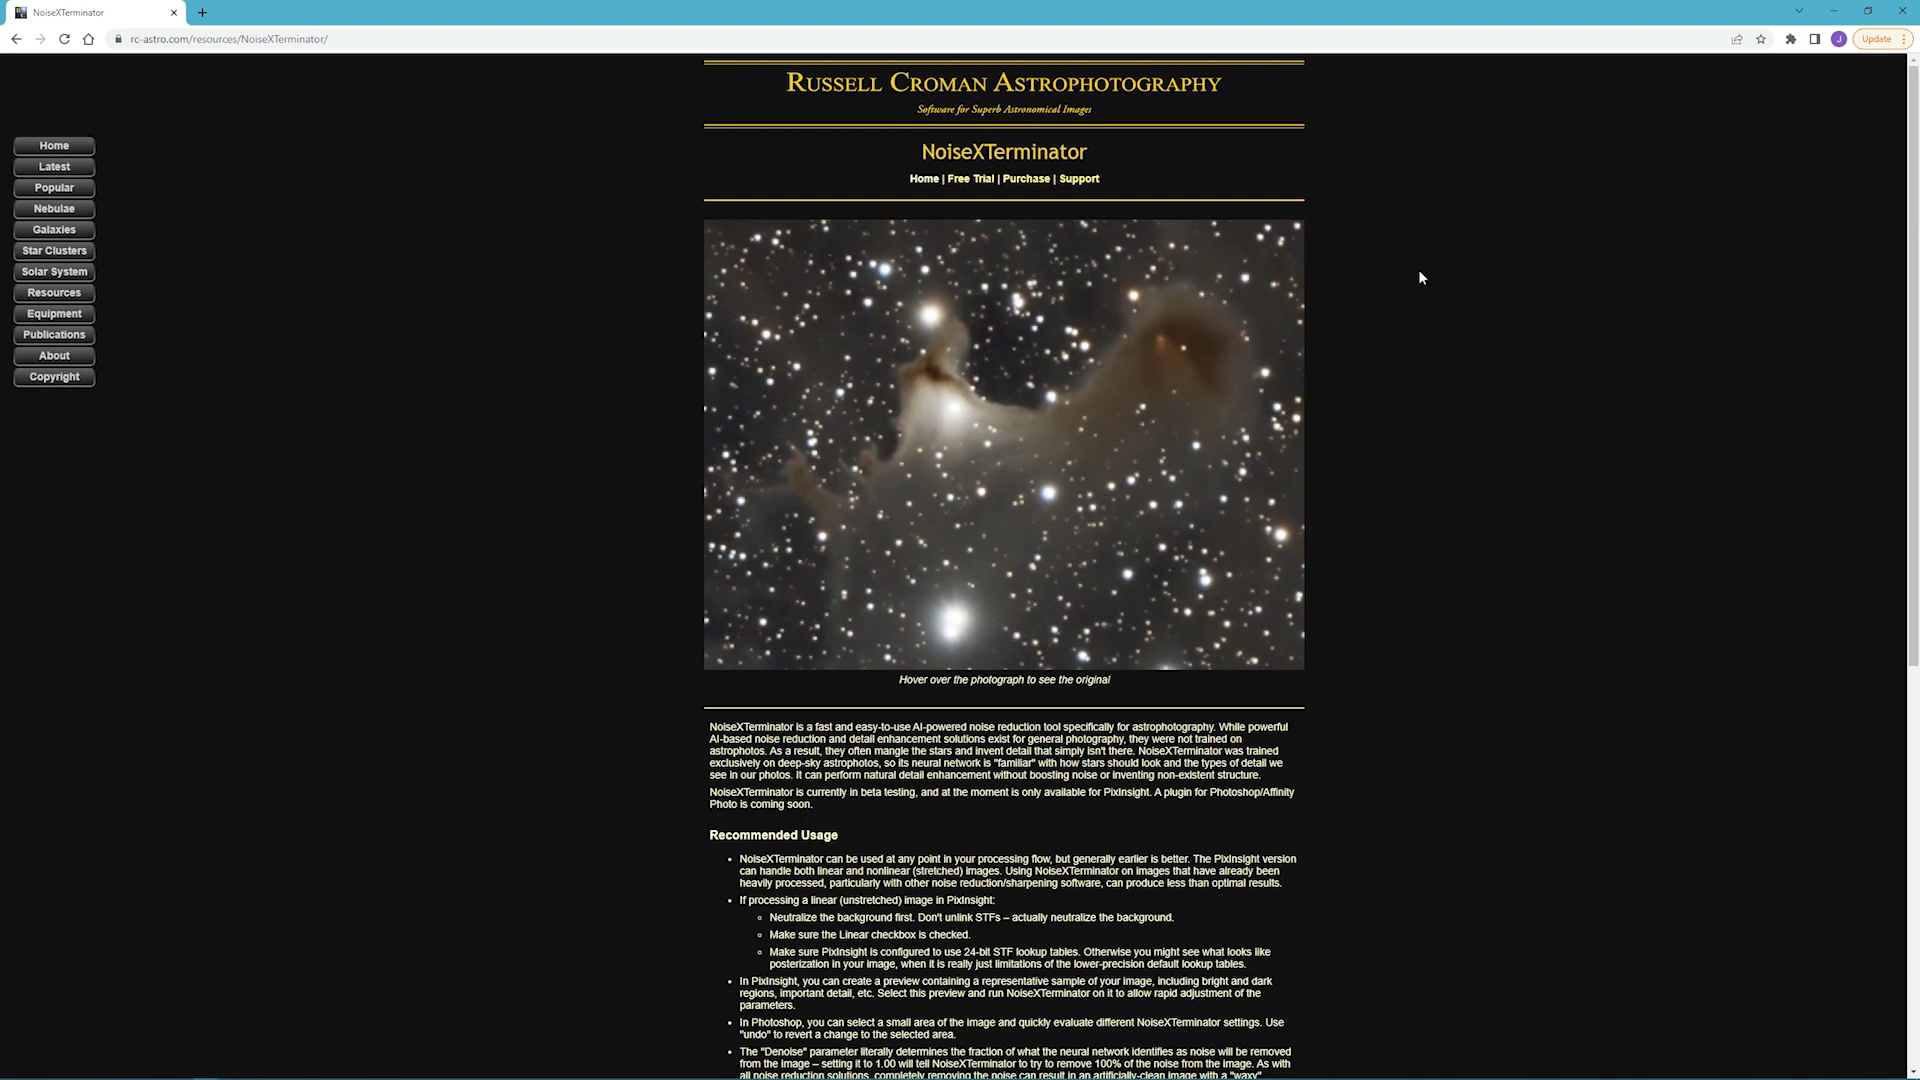 NoiseXTerminator
rc-astro.com/resources/NoiseXTerminator/
J
Update
RUSSELL CROMAN ASTROPHOTOGRAPHY
Software for Superb Astronomical Images
NoiseXTerminator
Home | Free Trial | Purchase | Support
Home
Latest
Popular
Nebulae
Galaxies
Star Clusters
Solar System
Resources
Equipment
Publications
About
Copyright
Hover over the photograph to see the original
NoiseXTerminator is a fast and easy-to-use AI-powered noise reduction tool specifically for astrophotography. While powerful
AI-based noise reduction and detail enhancement solutions exist for general photography, they were not trained on
astrophotos. As a result, they often mangle the stars and invent detail that simply isn't there. NoiseXTerminator was trained
exclusively on deep-sky astrophotos, so its neural network is "familiar" with how stars should look and the types of detail we
see in our photos. It can perform natural detail enhancement without boosting noise or inventing non-existent structure.
NoiseXTerminator is currently in beta testing, and at the moment is only available for PixInsight. A plugin for Photoshop/Affinity
Photo is coming soon.
Recommended Usage
• NoiseXTerminator can be used at any point in your processing flow, but generally earlier is better. The PixInsight version
can handle both linear and nonlinear (stretched) images. Using NoiseXTerminator on images that have already been
heavily processed, particularly with other noise reduction/sharpening software, can produce less than optimal results.
• If processing a linear (unstretched) image in PixInsight:
◦ Neutralize the background first. Don't unlink STFs – actually neutralize the background.
◦ Make sure the Linear checkbox is checked.
◦ Make sure PixInsight is configured to use 24-bit STF lookup tables. Otherwise you might see what looks like
posterization in your image, when it is really just limitations of the lower-precision default lookup tables.
• In PixInsight, you can create a preview containing a representative sample of your image, including bright and dark
regions, important detail, etc. Select this preview and run NoiseXTerminator on it to allow rapid adjustment of the
parameters.
• In Photoshop, you can select a small area of the image and quickly evaluate different NoiseXTerminator settings. Use
"undo" to revert a change to the selected area.
• The "Denoise" parameter literally determines the fraction of what the neural network identifies as noise will be removed
from the image – setting it to 1.00 will tell NoiseXTerminator to try to remove 100% of the noise from the image. As with
all noise reduction solutions, completely removing the noise can result in an artificially-clean image with a "waxy"